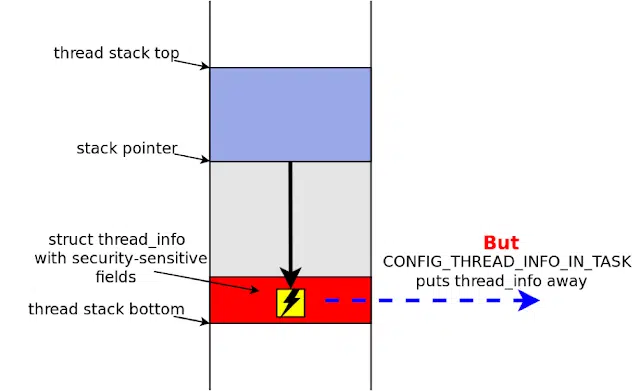 thread stack top
stack pointer
struct thread_info
with security-sensitive
fields
thread stack bottom
But
CONFIG_THREAD_INFO_IN_TASK
puts thread_info away